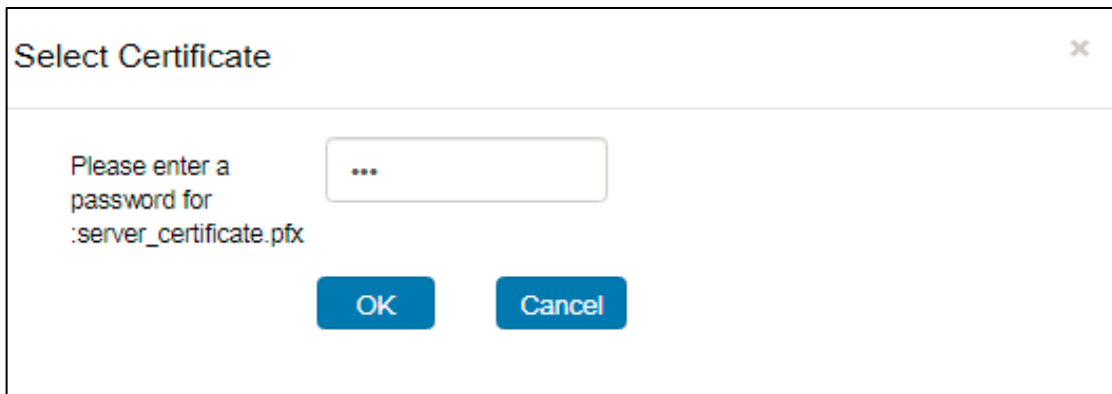 Select Certificate
×
Please enter a
password for
:server_certificate.pfx
•••
OK
Cancel